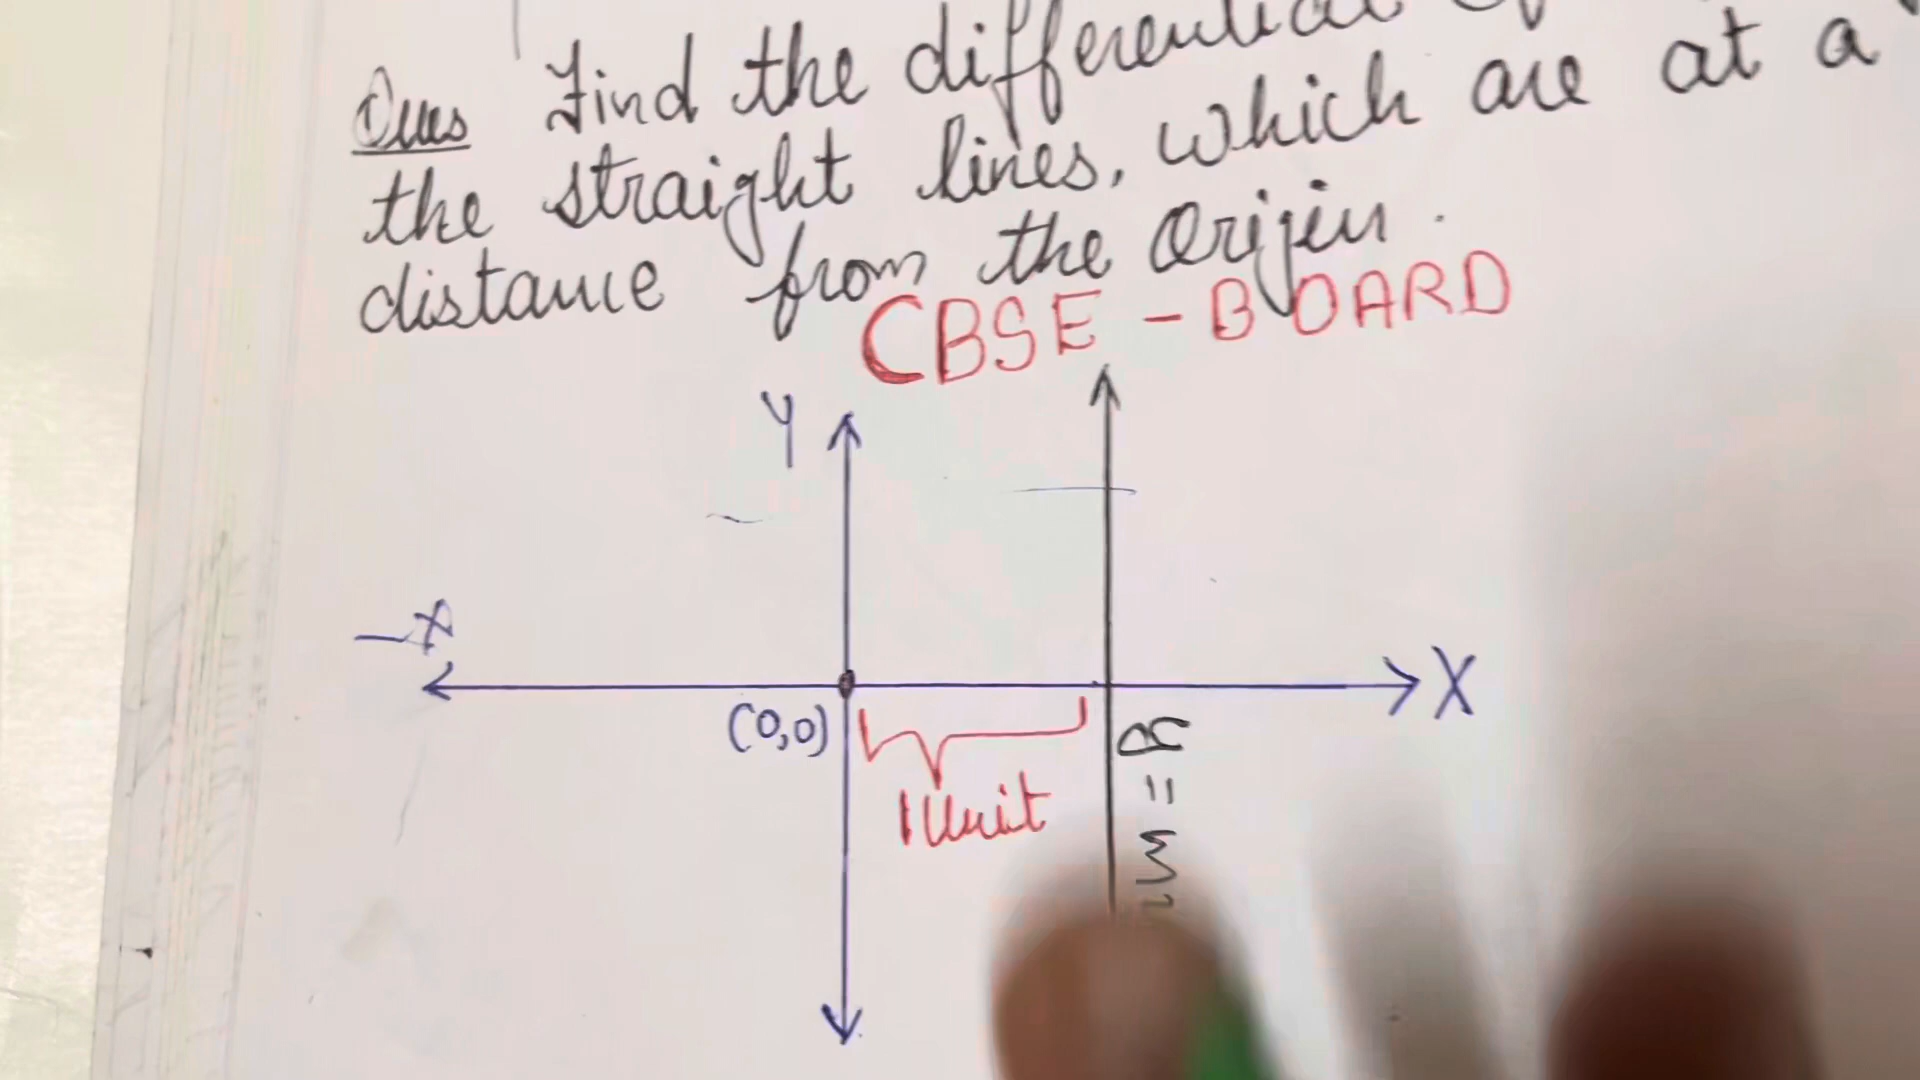 Ques Find the differential
the straight lines, which are at a
distance from the Origin.
CBSE - BOARD
Y
-X
X
(0,0)
1 Unit